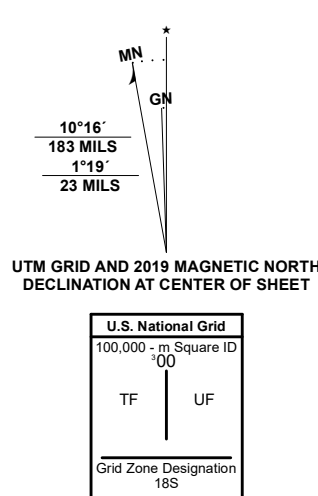 ★
MN
GN
10°16´
183 MILS
1°19´
23 MILS
UTM GRID AND 2019 MAGNETIC NORTH
DECLINATION AT CENTER OF SHEET
U.S. National Grid
100,000 - m Square ID
³00
TF UF
Grid Zone Designation
18S